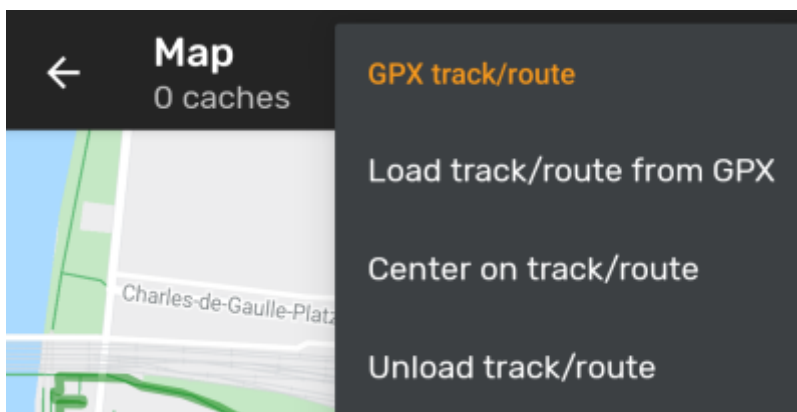 Map
0 caches
GPX track/route
Load track/route from GPX
Center on track/route
Unload track/route
Charles-de-Gaulle-Platz